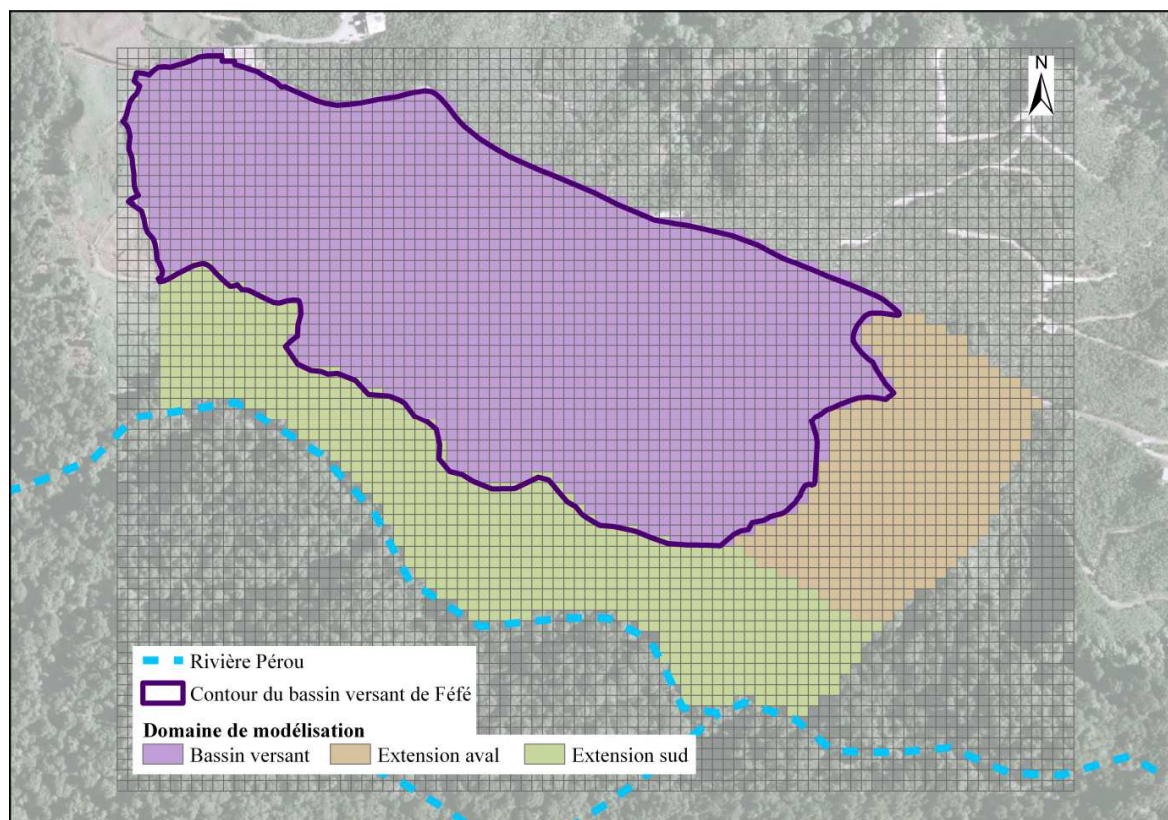 N
Rivière Pérou
Contour du bassin versant de Féfé
Domaine de modélisation
Bassin versant Extension aval Extension sud